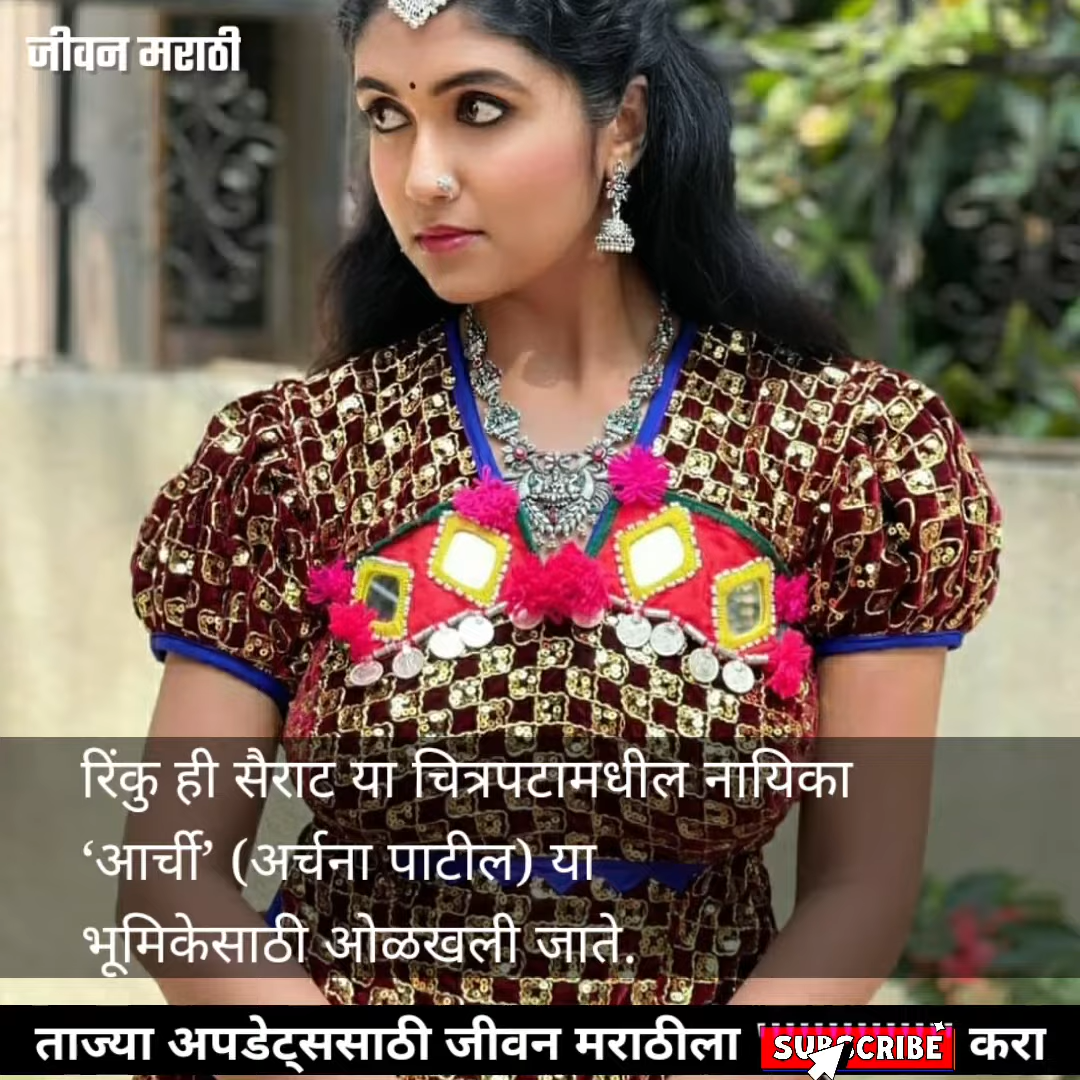 जीवन मराठी
रिंकु ही सैराट या चित्रपटामधील नायिका
‘आर्ची’ (अर्चना पाटील) या
भूमिकेसाठी ओळखली जाते.
ताज्या अपडेट्ससाठी जीवन मराठीला SUBSCRIBE करा